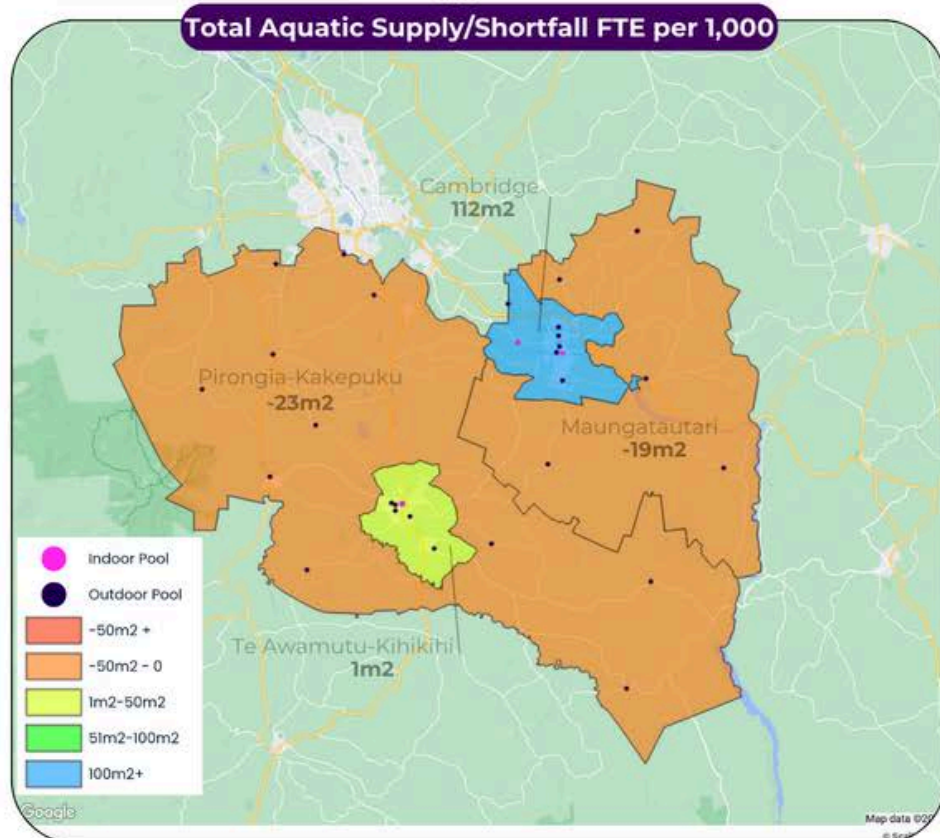 Total Aquatic Supply/Shortfall FTE per 1,000
Cambridge
112m2
Pirongia-Kakepuku
-23m2
Maungatautari
-19m2
Te Awamutu-Kihikihi
1m2
Indoor Pool
Outdoor Pool
-50m2 +
-50m2 - 0
1m2-50m2
51m2-100m2
100m2+
Google
Map data ©20